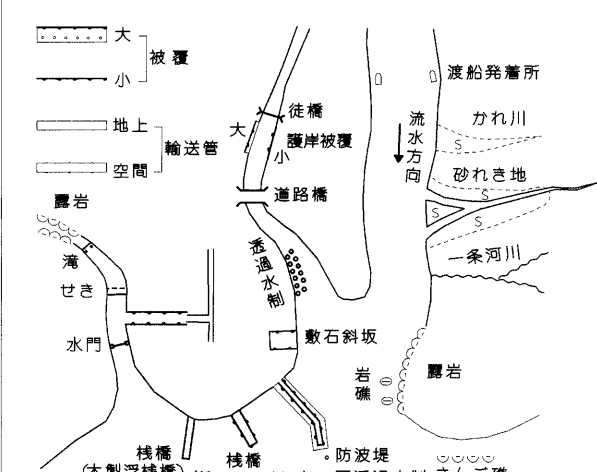 大
小
被覆
地上
空間
輸送管
徒橋
大
護岸被覆
小
道路橋
渡船発着所
流水方向
かれ川
S
砂れき地
S
S
S
一条河川
露岩
滝
せき
水門
透過水制
敷石斜坂
岩礁
露岩
桟橋
桟橋
防波堤